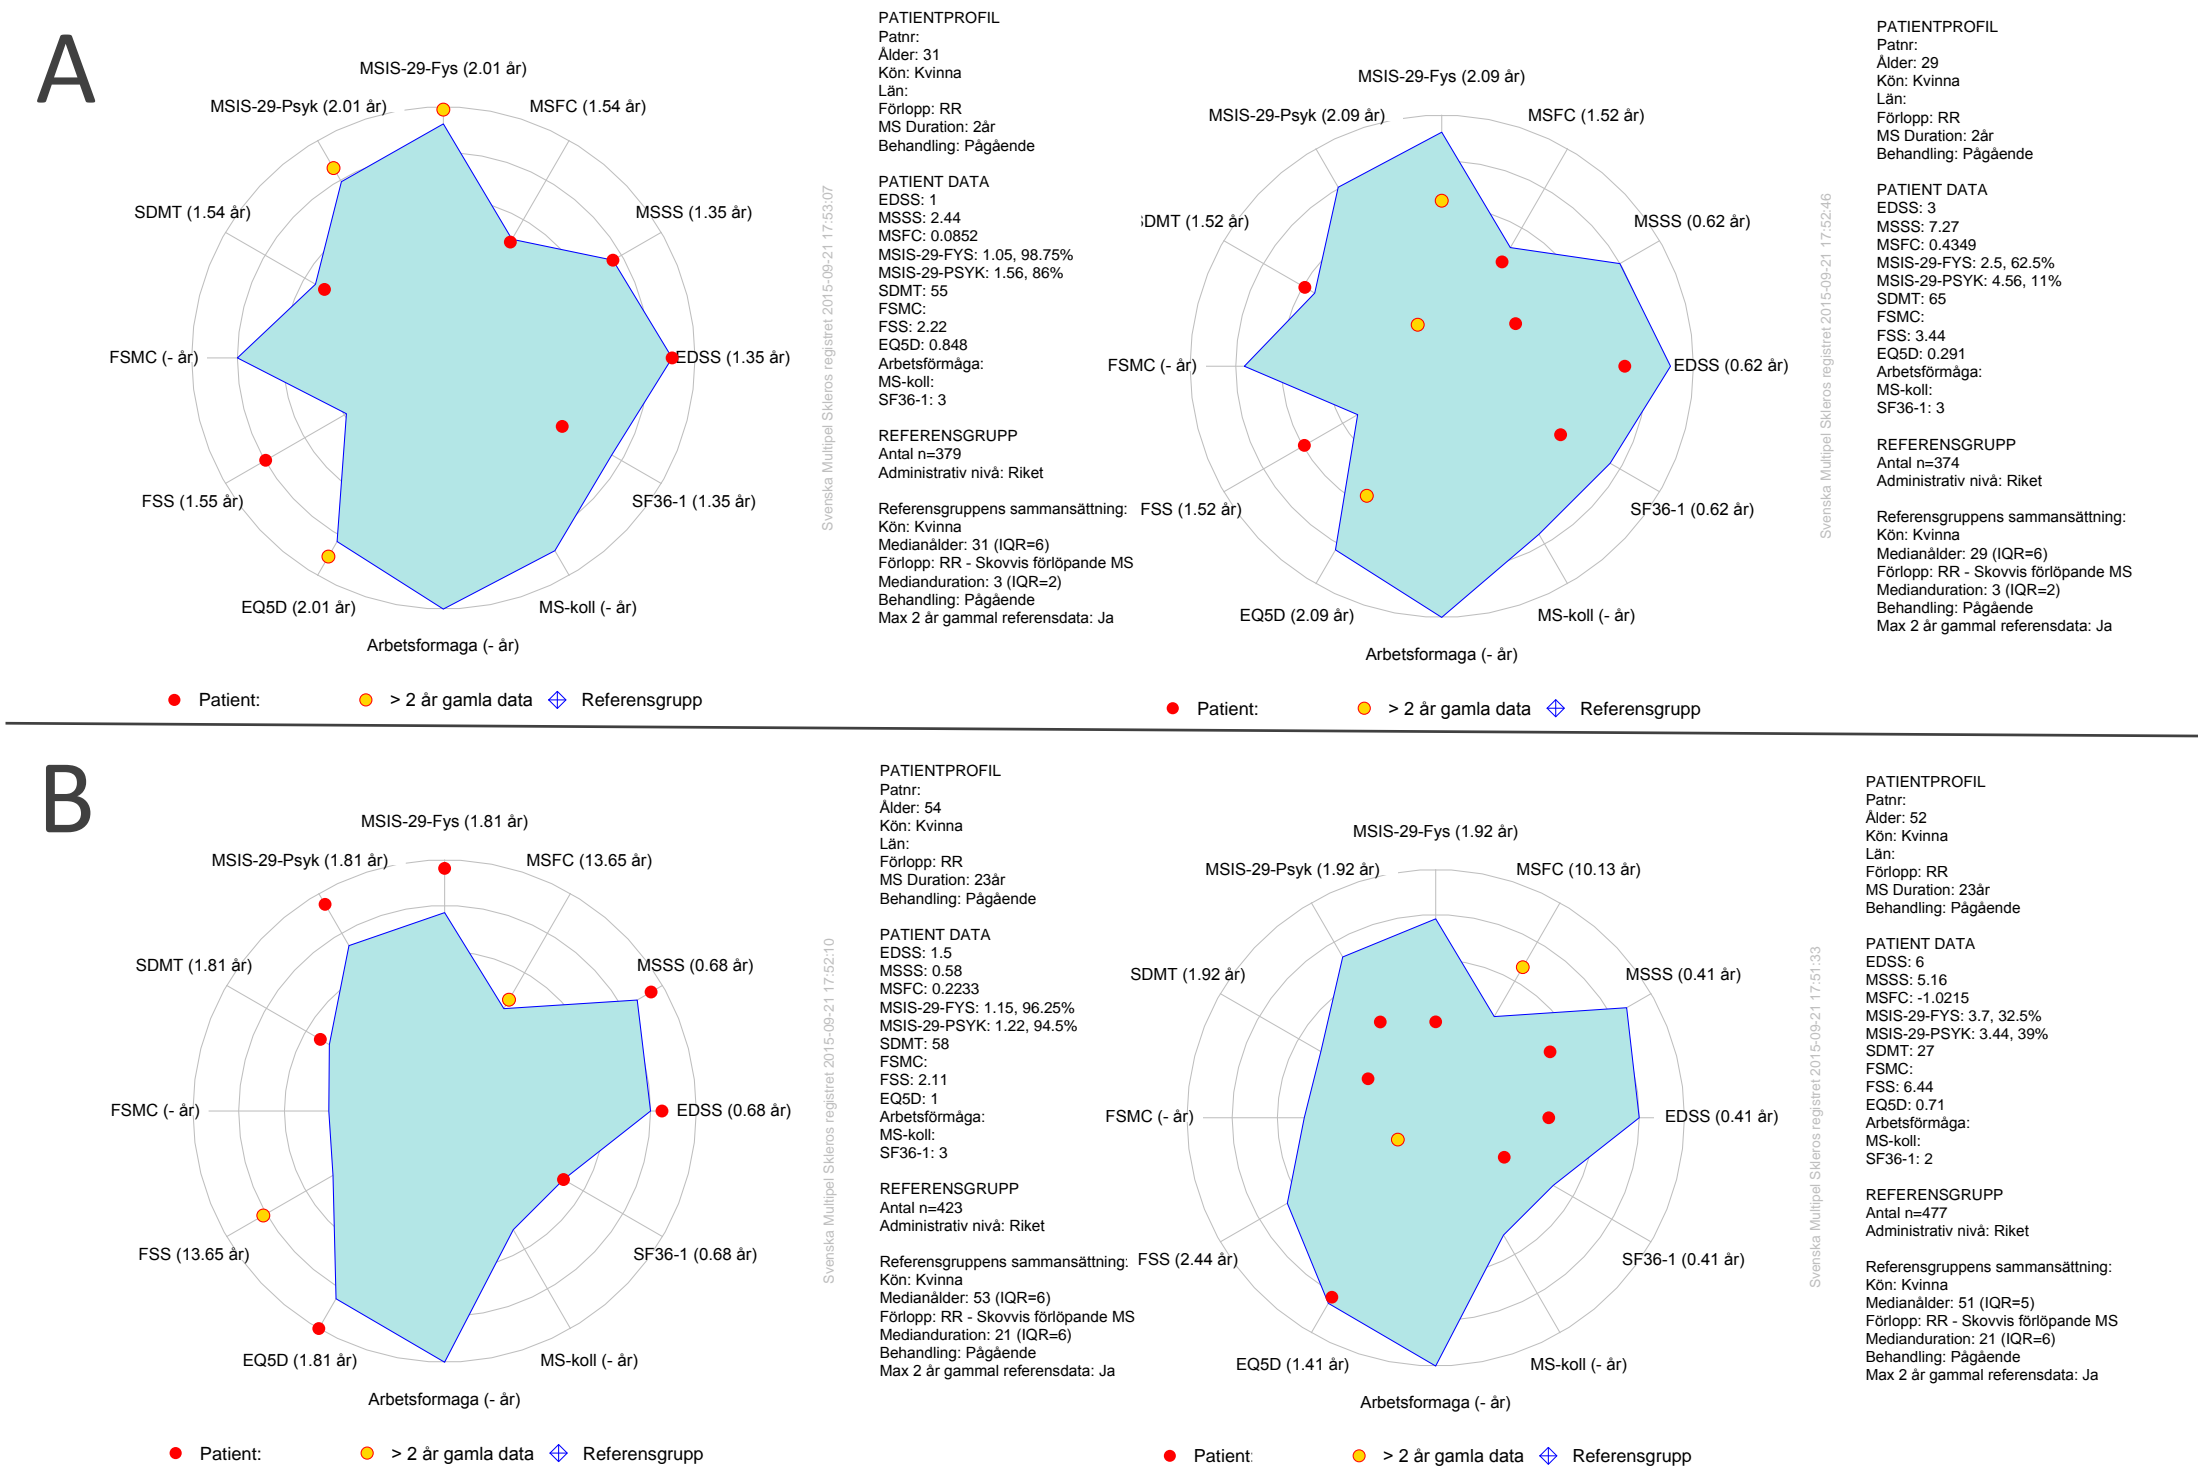 A
MSIS-29-Fys (2.01 år)
MSIS-29-Psyk (2.01 år)
MSFC (1.54 år)
SDMT (1.54 år)
MSSS (1.35 år)
FSMC (- år)
EDSS (1.35 år)
FSS (1.55 år)
SF36-1 (1.35 år)
EQ5D (2.01 år)
MS-koll (- år)
Arbetsformaga (- år)
Patient:
> 2 år gamla data
Referensgrupp
Svenska Multipel Skleros registret 2015-09-21 17:53:07
PATIENTPROFIL
Patnr:
Ålder: 31
Kön: Kvinna
Län:
Förlopp: RR
MS Duration: 2år
Behandling: Pågående
PATIENT DATA
EDSS: 1
MSSS: 2.44
MSFC: 0.0852
MSIS-29-FYS: 1.05, 98.75%
MSIS-29-PSYK: 1.56, 86%
SDMT: 55
FSMC:
FSS: 2.22
EQ5D: 0.848
Arbetsförmåga:
MS-koll:
SF36-1: 3
REFERENSGRUPP
Antal n=379
Administrativ nivå: Riket
Referensgruppens sammansättning:
Kön: Kvinna
Medianålder: 31 (IQR=6)
Förlopp: RR - Skovvis förlöpande MS
Medianduration: 3 (IQR=2)
Behandling: Pågående
Max 2 år gammal referensdata: Ja
MSIS-29-Fys (2.09 år)
MSIS-29-Psyk (2.09 år)
MSFC (1.52 år)
SDMT (1.52 år)
MSSS (0.62 år)
FSMC (- år)
EDSS (0.62 år)
FSS (1.52 år)
SF36-1 (0.62 år)
EQ5D (2.09 år)
MS-koll (- år)
Arbetsformaga (- år)
Patient:
> 2 år gamla data
Referensgrupp
Svenska Multipel Skleros registret 2015-09-21 17:52:46
PATIENTPROFIL
Patnr:
Ålder: 29
Kön: Kvinna
Län:
Förlopp: RR
MS Duration: 2år
Behandling: Pågående
PATIENT DATA
EDSS: 3
MSSS: 7.27
MSFC: 0.4349
MSIS-29-FYS: 2.5, 62.5%
MSIS-29-PSYK: 4.56, 11%
SDMT: 65
FSMC:
FSS: 3.44
EQ5D: 0.291
Arbetsförmåga:
MS-koll:
SF36-1: 3
REFERENSGRUPP
Antal n=374
Administrativ nivå: Riket
Referensgruppens sammansättning:
Kön: Kvinna
Medianålder: 29 (IQR=6)
Förlopp: RR - Skovvis förlöpande MS
Medianduration: 3 (IQR=2)
Behandling: Pågående
Max 2 år gammal referensdata: Ja
B
MSIS-29-Fys (1.81 år)
MSIS-29-Psyk (1.81 år)
MSFC (13.65 år)
SDMT (1.81 år)
MSSS (0.68 år)
FSMC (- år)
EDSS (0.68 år)
FSS (13.65 år)
SF36-1 (0.68 år)
EQ5D (1.81 år)
MS-koll (- år)
Arbetsformaga (- år)
Patient:
> 2 år gamla data
Referensgrupp
Svenska Multipel Skleros registret 2015-09-21 17:52:10
PATIENTPROFIL
Patnr:
Ålder: 54
Kön: Kvinna
Län:
Förlopp: RR
MS Duration: 23år
Behandling: Pågående
PATIENT DATA
EDSS: 1.5
MSSS: 0.58
MSFC: 0.2233
MSIS-29-FYS: 1.15, 96.25%
MSIS-29-PSYK: 1.22, 94.5%
SDMT: 58
FSMC:
FSS: 2.11
EQ5D: 1
Arbetsförmåga:
MS-koll:
SF36-1: 3
REFERENSGRUPP
Antal n=423
Administrativ nivå: Riket
Referensgruppens sammansättning:
Kön: Kvinna
Medianålder: 53 (IQR=6)
Förlopp: RR - Skovvis förlöpande MS
Medianduration: 21 (IQR=6)
Behandling: Pågående
Max 2 år gammal referensdata: Ja
MSIS-29-Fys (1.92 år)
MSIS-29-Psyk (1.92 år)
MSFC (10.13 år)
SDMT (1.92 år)
MSSS (0.41 år)
FSMC (- år)
EDSS (0.41 år)
FSS (2.44 år)
SF36-1 (0.41 år)
EQ5D (1.41 år)
MS-koll (- år)
Arbetsformaga (- år)
Patient:
> 2 år gamla data
Referensgrupp
Svenska Multipel Skleros registret 2015-09-21 17:51:33
PATIENTPROFIL
Patnr:
Ålder: 52
Kön: Kvinna
Län:
Förlopp: RR
MS Duration: 23år
Behandling: Pågående
PATIENT DATA
EDSS: 6
MSSS: 5.16
MSFC: -1.0215
MSIS-29-FYS: 3.7, 32.5%
MSIS-29-PSYK: 3.44, 39%
SDMT: 27
FSMC:
FSS: 6.44
EQ5D: 0.71
Arbetsförmåga:
MS-koll:
SF36-1: 2
REFERENSGRUPP
Antal n=477
Administrativ nivå: Riket
Referensgruppens sammansättning:
Kön: Kvinna
Medianålder: 51 (IQR=5)
Förlopp: RR - Skovvis förlöpande MS
Medianduration: 21 (IQR=6)
Behandling: Pågående
Max 2 år gammal referensdata: Ja